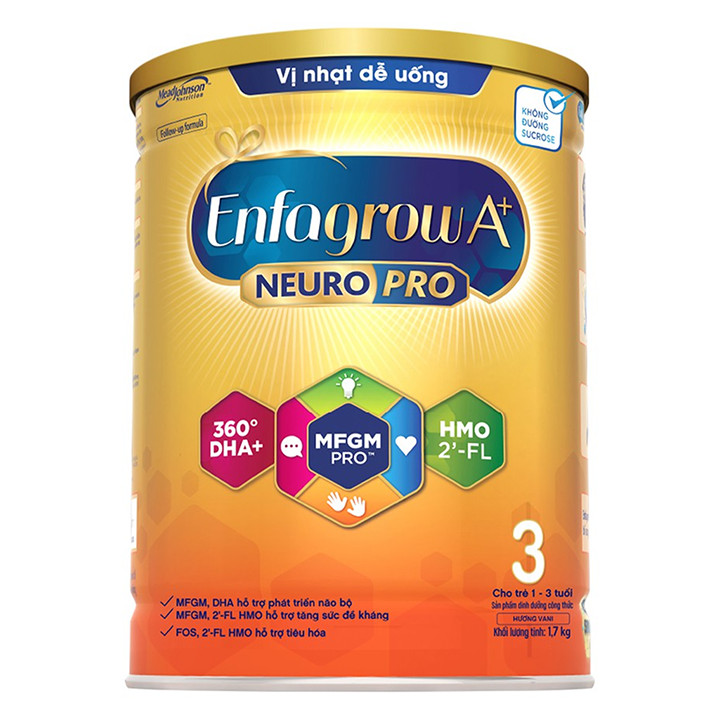 Vị nhạt dễ uống
MeadJohnson™
Nutrition
Follow-up formula
KHÔNG
ĐƯỜNG
SUCROSE
Enfagrow A+
NEURO PRO
360°
DHA+
MFGM
PRO™
HMO
2'-FL
3
Cho trẻ 1 - 3 tuổi
Sản phẩm dinh dưỡng công thức
HƯƠNG VANI
Khối lượng tịnh: 1,7 kg
MFGM, DHA hỗ trợ phát triển não bộ
MFGM, 2'-FL HMO hỗ trợ tăng sức đề kháng
FOS, 2'-FL HMO hỗ trợ tiêu hóa